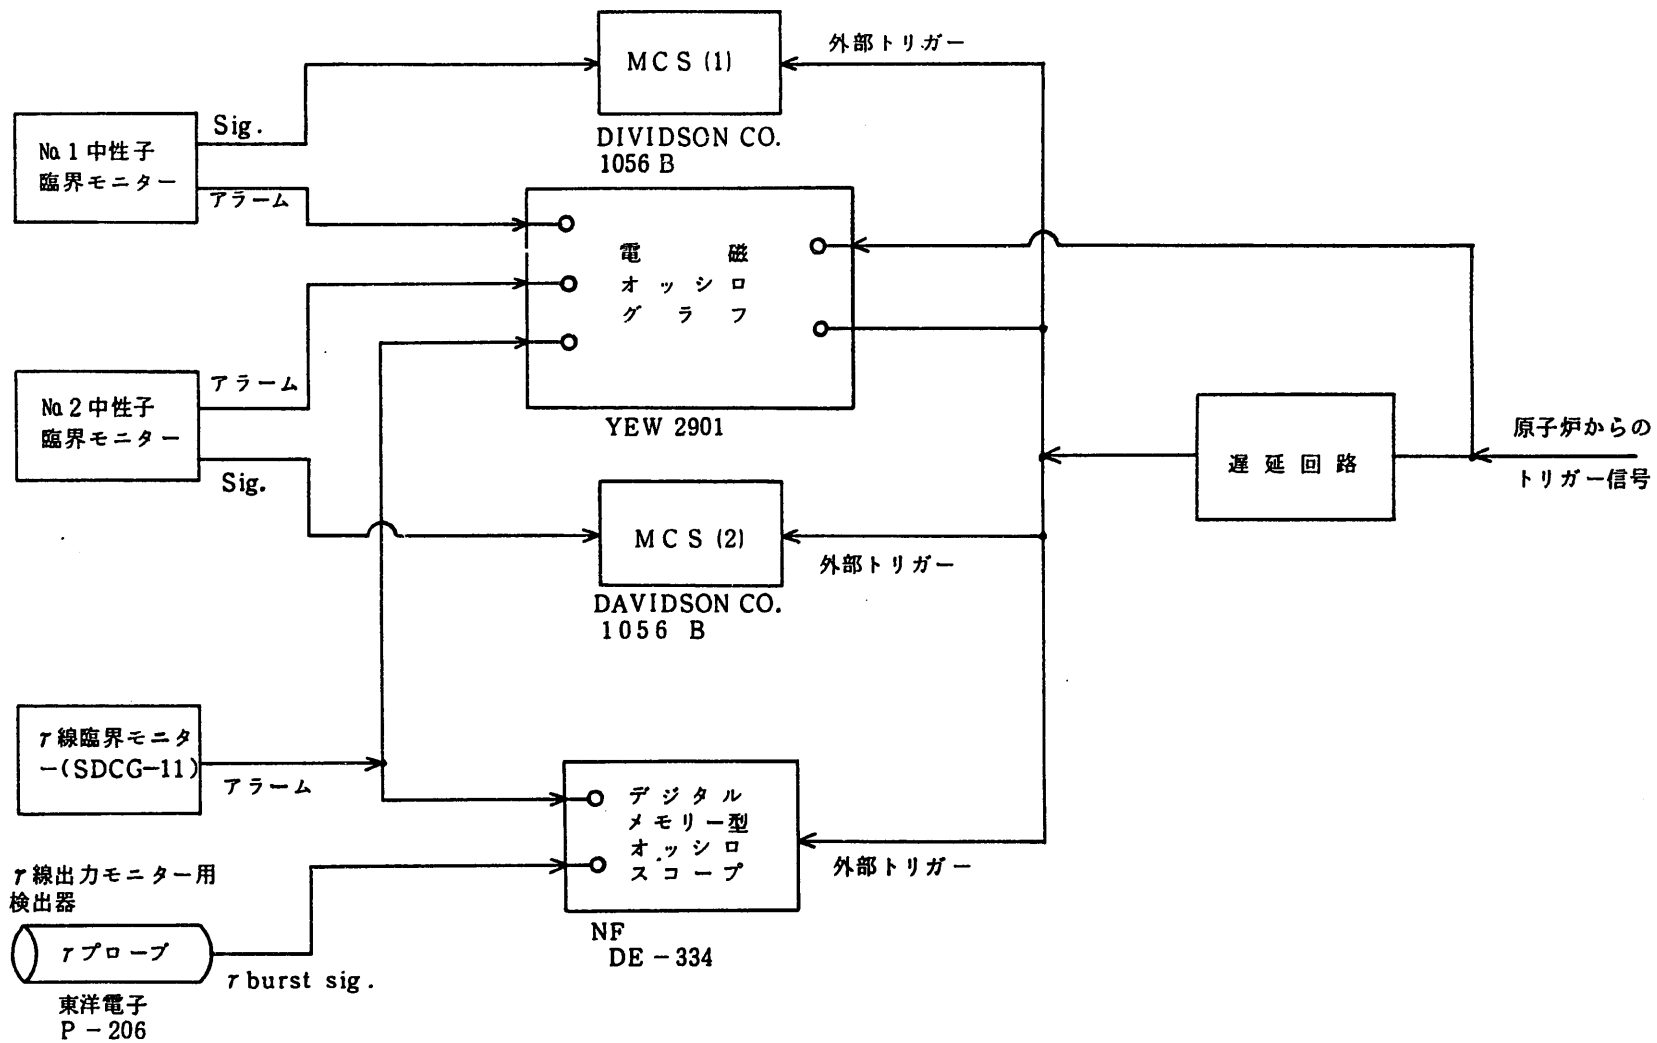 MCS (1)
外部トリガー
DIVIDSON CO.
1056 B
Sig.
№1中性子
臨界モニター
アラーム
電 磁
オッシロ
グラフ
YEW 2901
アラーム
№2中性子
臨界モニター
Sig.
遅延回路
原子炉からの
トリガー信号
MCS (2)
外部トリガー
DAVIDSON CO.
1056 B
γ線臨界モニタ
ー(SDCG-11)
アラーム
デジタル
メモリー型
オッシロ
スコープ
外部トリガー
NF
DE-334
γ線出力モニター用
検出器
γプローブ
γ burst sig.
東洋電子
P-206